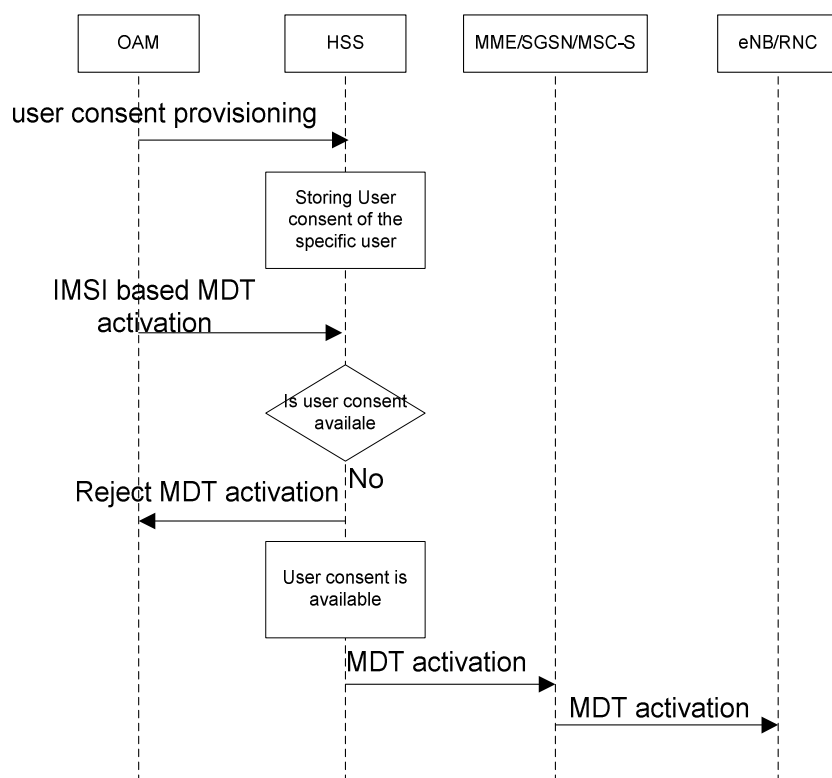 OAM
HSS
MME/SGSN/MSC-S
eNB/RNC
user consent provisioning
Storing User
consent of the
specific user
IMSI based MDT
activation
Is user consent
availale
No
Reject MDT activation
User consent is
available
MDT activation
MDT activation